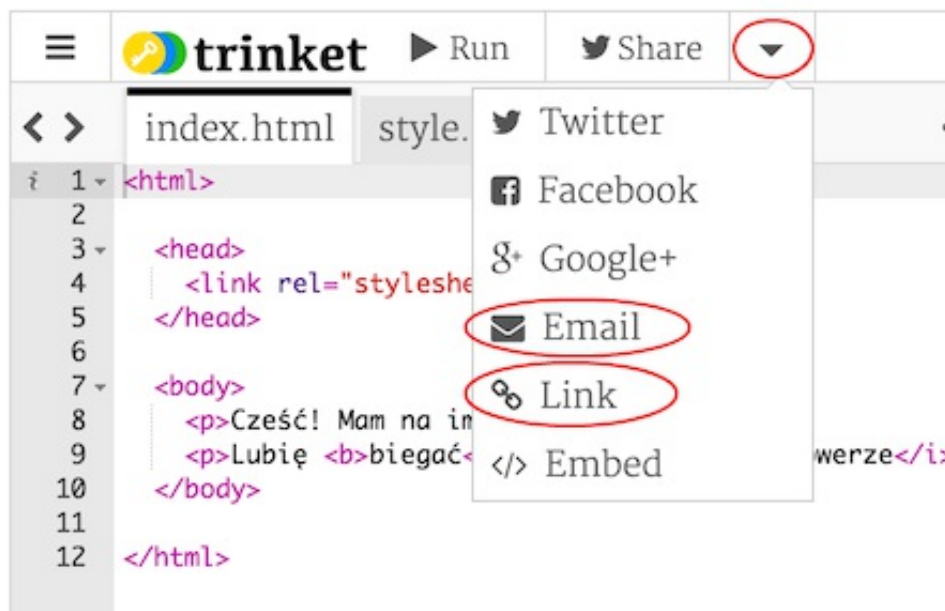 trinket Run Share
index.html style.
Twitter
Facebook
Google+
Email
Link
Embed
i 1 <html>
2
3 <head>
4 <link rel="styleshe
5 </head>
6
7 <body>
8 <p>Cześć! Mam na im
9 <p>Lubię <b>biegać< werze</i>
10 </body>
11
12 </html>